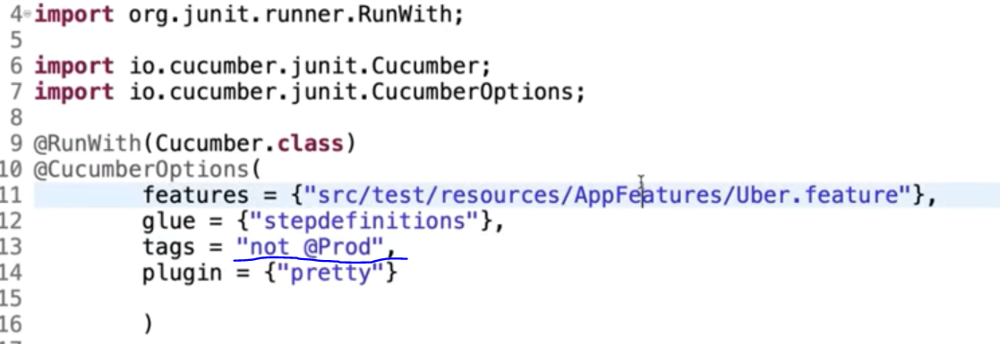 4 import org.junit.runner.RunWith;
5
6 import io.cucumber.junit.Cucumber;
7 import io.cucumber.junit.CucumberOptions;
8
9 @RunWith(Cucumber.class)
10 @CucumberOptions(
11 features = {"src/test/resources/AppFeatures/Uber.feature"},
12 glue = {"stepdefinitions"},
13 tags = "not @Prod",
14 plugin = {"pretty"}
15
16 )